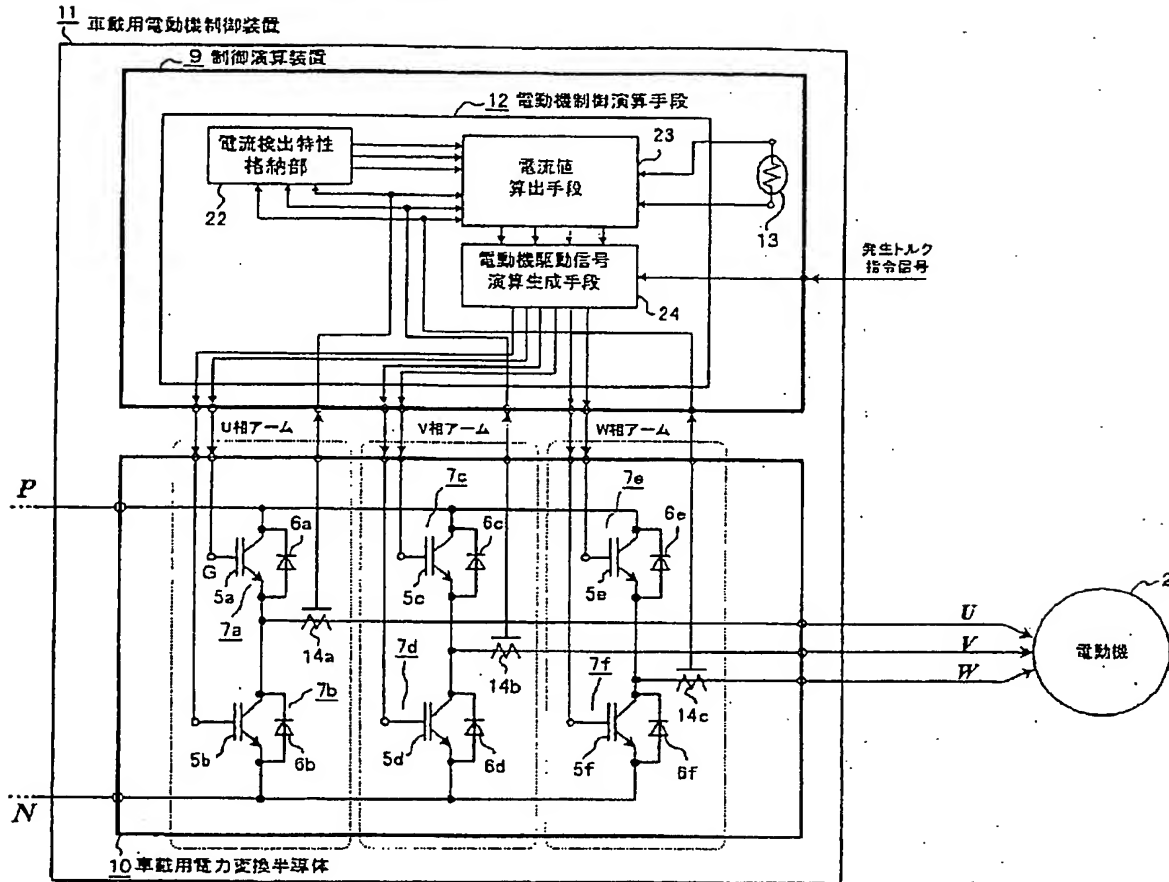 11 車載用電動機制御装置
9 制御演算装置
12 電動機制御演算手段
電流検出特性
格納部
22
電流値
算出手段
23
13
電動機駆動信号
演算生成手段
24
発生トルク
指令信号
U相アーム
V相アーム
W相アーム
P
7c
7e
6a
6c
6e
G
5a
5c
5e
7a
14a
U
2
電動機
V
W
7d
14b
7f
14c
7b
5b
6b
5d
6d
5f
6f
N
10 車載用電力変換半導体